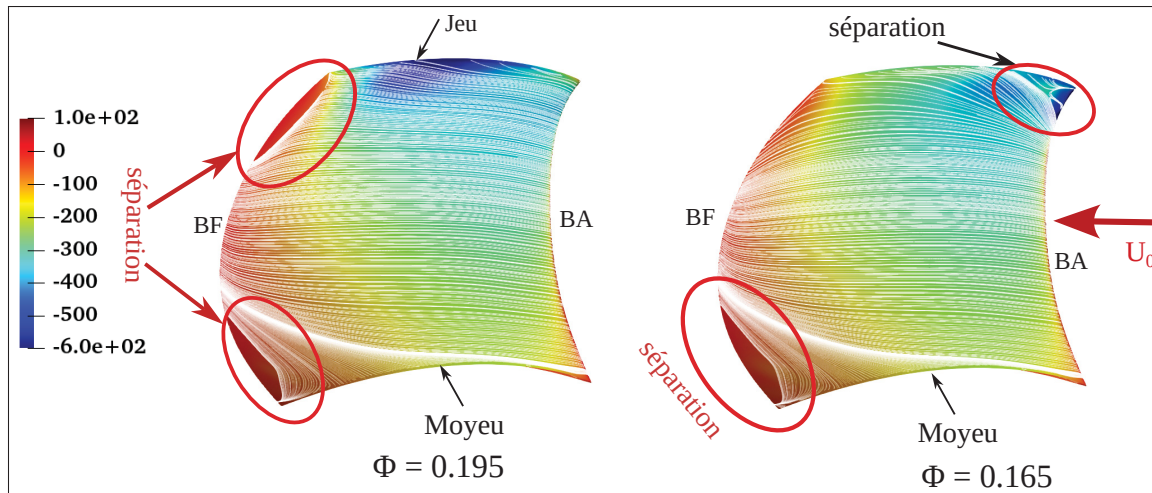 Jeu
séparation
1.0e+02
0
-100
-200
-300
-400
-500
-6.0e+02
séparation
BF
BA
BF
BA
U₀
séparation
Moyeu
Moyeu
Φ = 0.195
Φ = 0.165